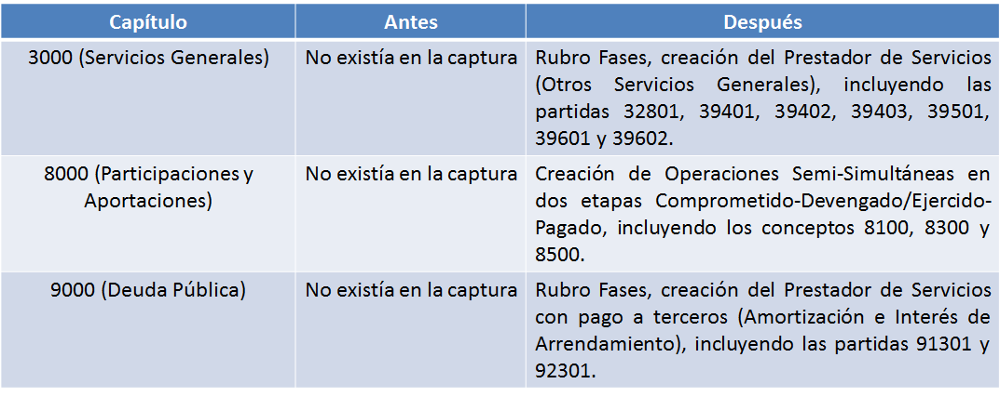 Capítulo Antes Después
3000 (Servicios Generales) No existía en la captura Rubro Fases, creación del Prestador de Servicios
(Otros Servicios Generales), incluyendo las
partidas 32801, 39401, 39402, 39403, 39501,
39601 y 39602.
8000 (Participaciones y
Aportaciones)
No existía en la captura
Creación de Operaciones Semi-Simultáneas en
dos etapas Comprometido-Devengado/Ejercido-
Pagado, incluyendo los conceptos 8100, 8300 y
8500.
9000 (Deuda Pública) No existía en la captura Rubro Fases, creación del Prestador de Servicios
con pago a terceros (Amortización e Interés de
Arrendamiento), incluyendo las partidas 91301 y
92301.